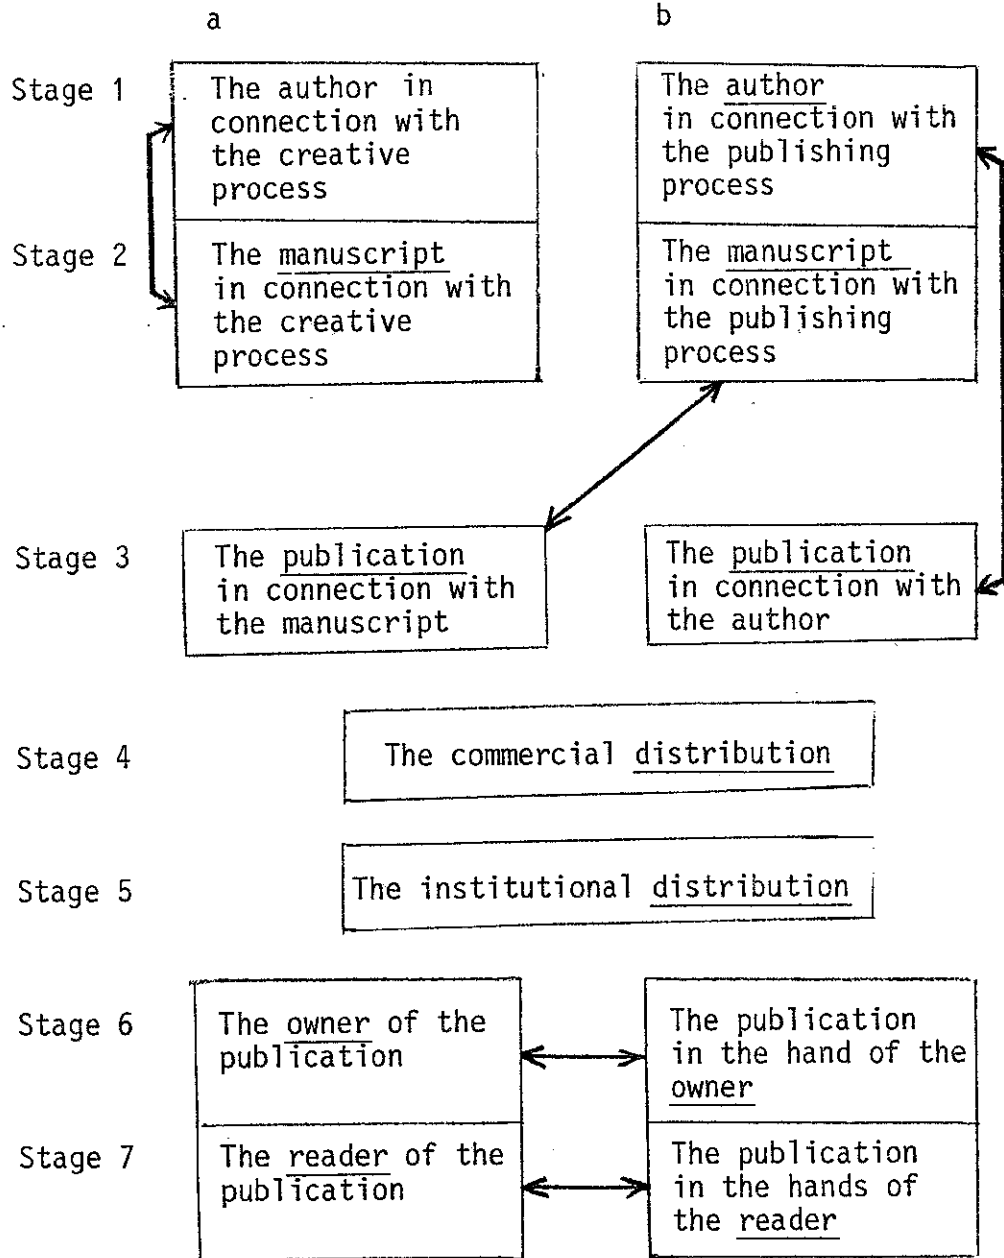 a
b
Stage 1
The author in
connection with
the creative
process
The author
in connection with
the publishing
process
Stage 2
The manuscript
in connection with
the creative
process
The manuscript
in connection with
the publishing
process
Stage 3
The publication
in connection with
the manuscript
The publication
in connection with
the author
Stage 4
The commercial distribution
Stage 5
The institutional distribution
Stage 6
The owner of the
publication
The publication
in the hand of the
owner
Stage 7
The reader of the
publication
The publication
in the hands of
the reader